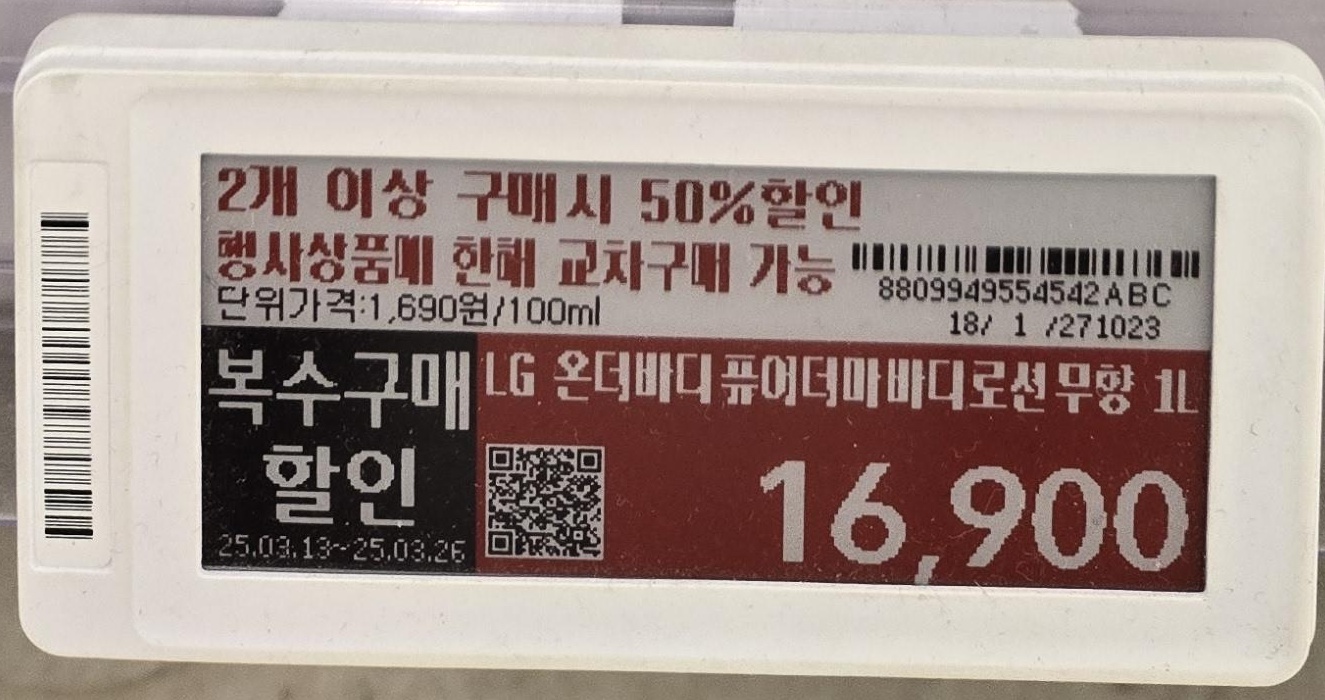 2개 이상 구매시 50%할인
행사상품에 한해 교차구매 가능
단위가격:1,690원/100ml
8809949554542ABC
18/ 1 /271023
복수구매
할인
25.03.13~25.03.26
LG 온더바디퓨어더마바디로션무향 1L
16,900